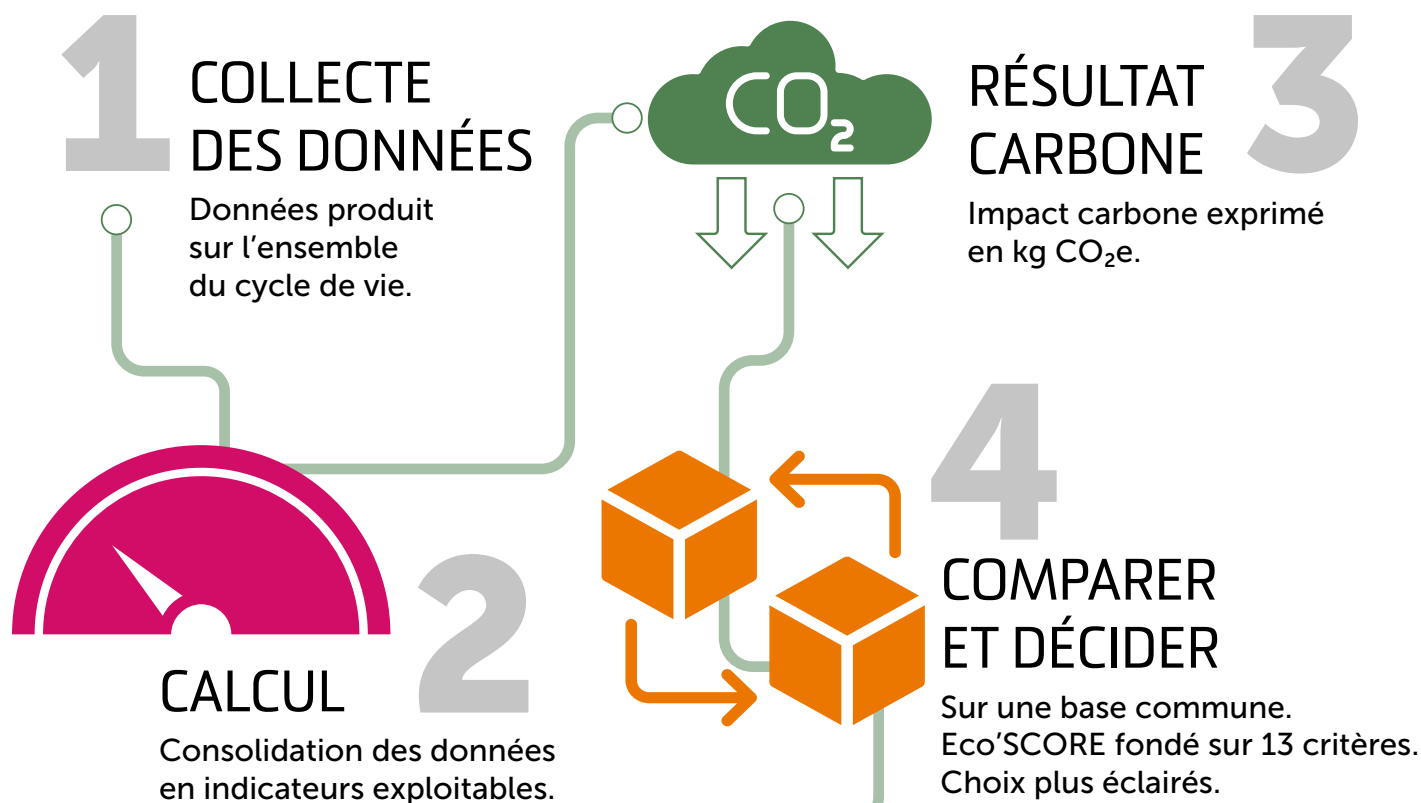 1
COLLECTE
DES DONNÉES
Données produit
sur l’ensemble
du cycle de vie.
2
CALCUL
Consolidation des données
en indicateurs exploitables.
CO₂
3
RÉSULTAT
CARBONE
Impact carbone exprimé
en kg CO₂e.
4
COMPARER
ET DÉCIDER
Sur une base commune.
Eco’SCORE fondé sur 13 critères.
Choix plus éclairés.